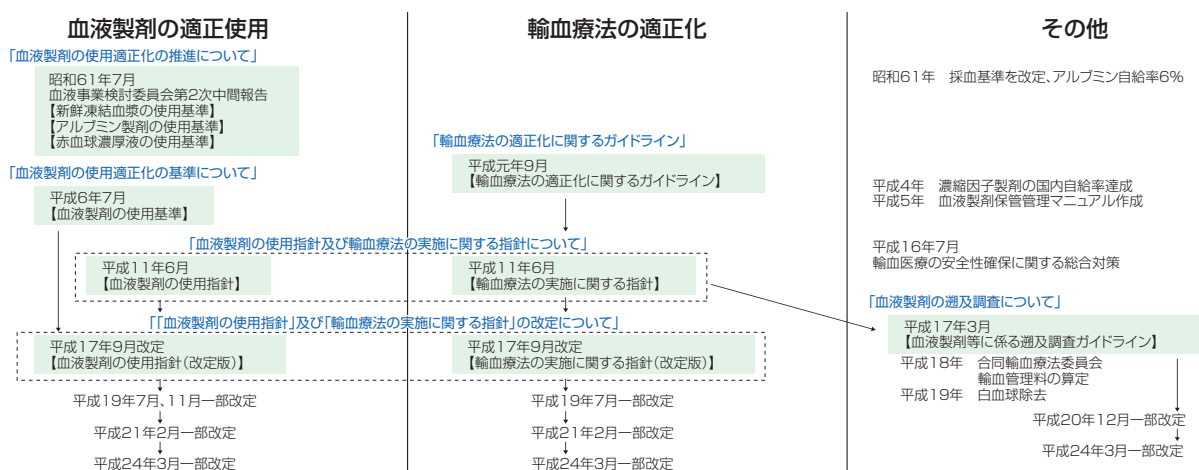 血液製剤の適正使用
「血液製剤の使用適正化の推進について」
昭和61年7月
血液事業検討委員会第2次中間報告
【新鮮凍結血漿の使用基準】
【アルブミン製剤の使用基準】
【赤血球濃厚液の使用基準】
「血液製剤の使用適正化の基準について」
平成6年7月
【血液製剤の使用基準】
輸血療法の適正化
「輸血療法の適正化に関するガイドライン」
平成元年9月
【輸血療法の適正化に関するガイドライン】
「血液製剤の使用指針及び輸血療法の実施に関する指針について」
平成11年6月
【血液製剤の使用指針】
平成11年6月
【輸血療法の実施に関する指針】
「「血液製剤の使用指針」及び「輸血療法の実施に関する指針」の改定について」
平成17年9月改定
【血液製剤の使用指針(改定版)】
平成17年9月改定
【輸血療法の実施に関する指針(改定版)】
平成19年7月、11月一部改定
平成21年2月一部改定
平成24年3月一部改定
平成19年7月一部改定
平成21年2月一部改定
平成24年3月一部改定
その他
昭和61年 採血基準を改定、アルブミン自給率6%
平成4年 濃縮因子製剤の国内自給率達成
平成5年 血液製剤保管管理マニュアル作成
平成16年7月
輸血医療の安全性確保に関する総合対策
「血液製剤の遡及調査について」
平成17年3月
【血液製剤等に係る遡及調査ガイドライン】
平成18年 合同輸血療法委員会
輸血管理料の算定
平成19年 白血球除去
平成20年12月一部改定
平成24年3月一部改定